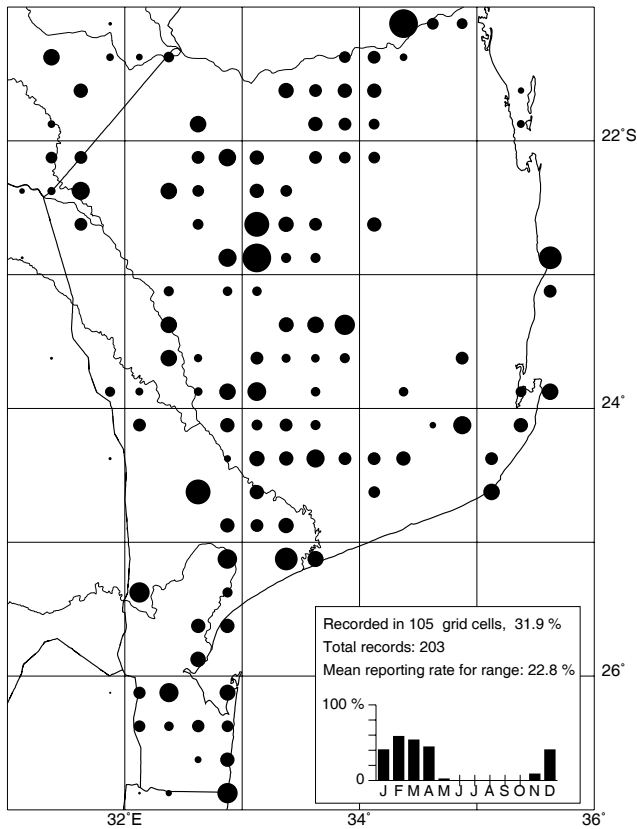 22˚S
24˚
Recorded in 105 grid cells, 31.9 %
Total records: 203
Mean reporting rate for range: 22.8 %
26˚
100 %
0
J F M A M J J A S O N D
32˚E 34˚ 36˚